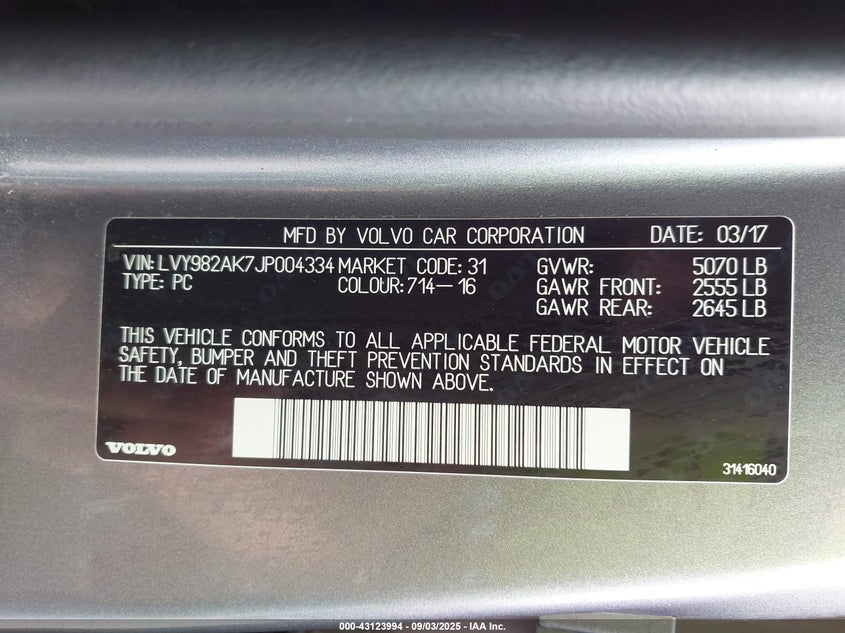 MFD BY VOLVO CAR CORPORATION DATE: 03/17
VIN: LVY982AK7JP004334 MARKET CODE: 31 GVWR: 5070 LB
TYPE: PC COLOUR: 714-16 GAWR FRONT: 2555 LB
GAWR REAR: 2645 LB
THIS VEHICLE CONFORMS TO ALL APPLICABLE FEDERAL MOTOR VEHICLE
SAFETY, BUMPER AND THEFT PREVENTION STANDARDS IN EFFECT ON
THE DATE OF MANUFACTURE SHOWN ABOVE.
VOLVO
31416040
000-43123994 - 09/03/2025 - IAA Inc.